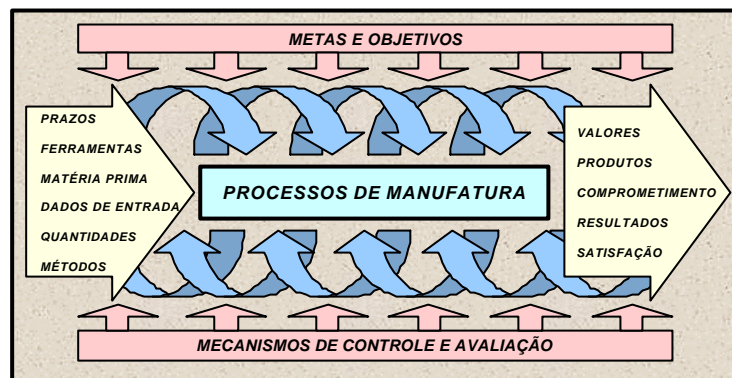 METAS E OBJETIVOS
PRAZOS
FERRAMENTAS
MATÉRIA PRIMA
DADOS DE ENTRADA
QUANTIDADES
MÉTODOS
PROCESSOS DE MANUFATURA
VALORES
PRODUTOS
COMPROMETIMENTO
RESULTADOS
SATISFAÇÃO
MECANISMOS DE CONTROLE E AVALIAÇÃO